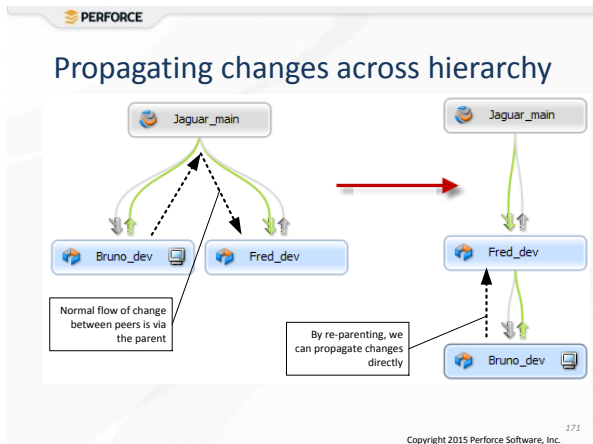 PERFORCE
Propagating changes across hierarchy
Jaguar_main
Bruno_dev
Fred_dev
Normal flow of change
between peers is via
the parent
Jaguar_main
Fred_dev
Bruno_dev
By re-parenting, we
can propagate changes
directly
171
Copyright 2015 Perforce Software, Inc.